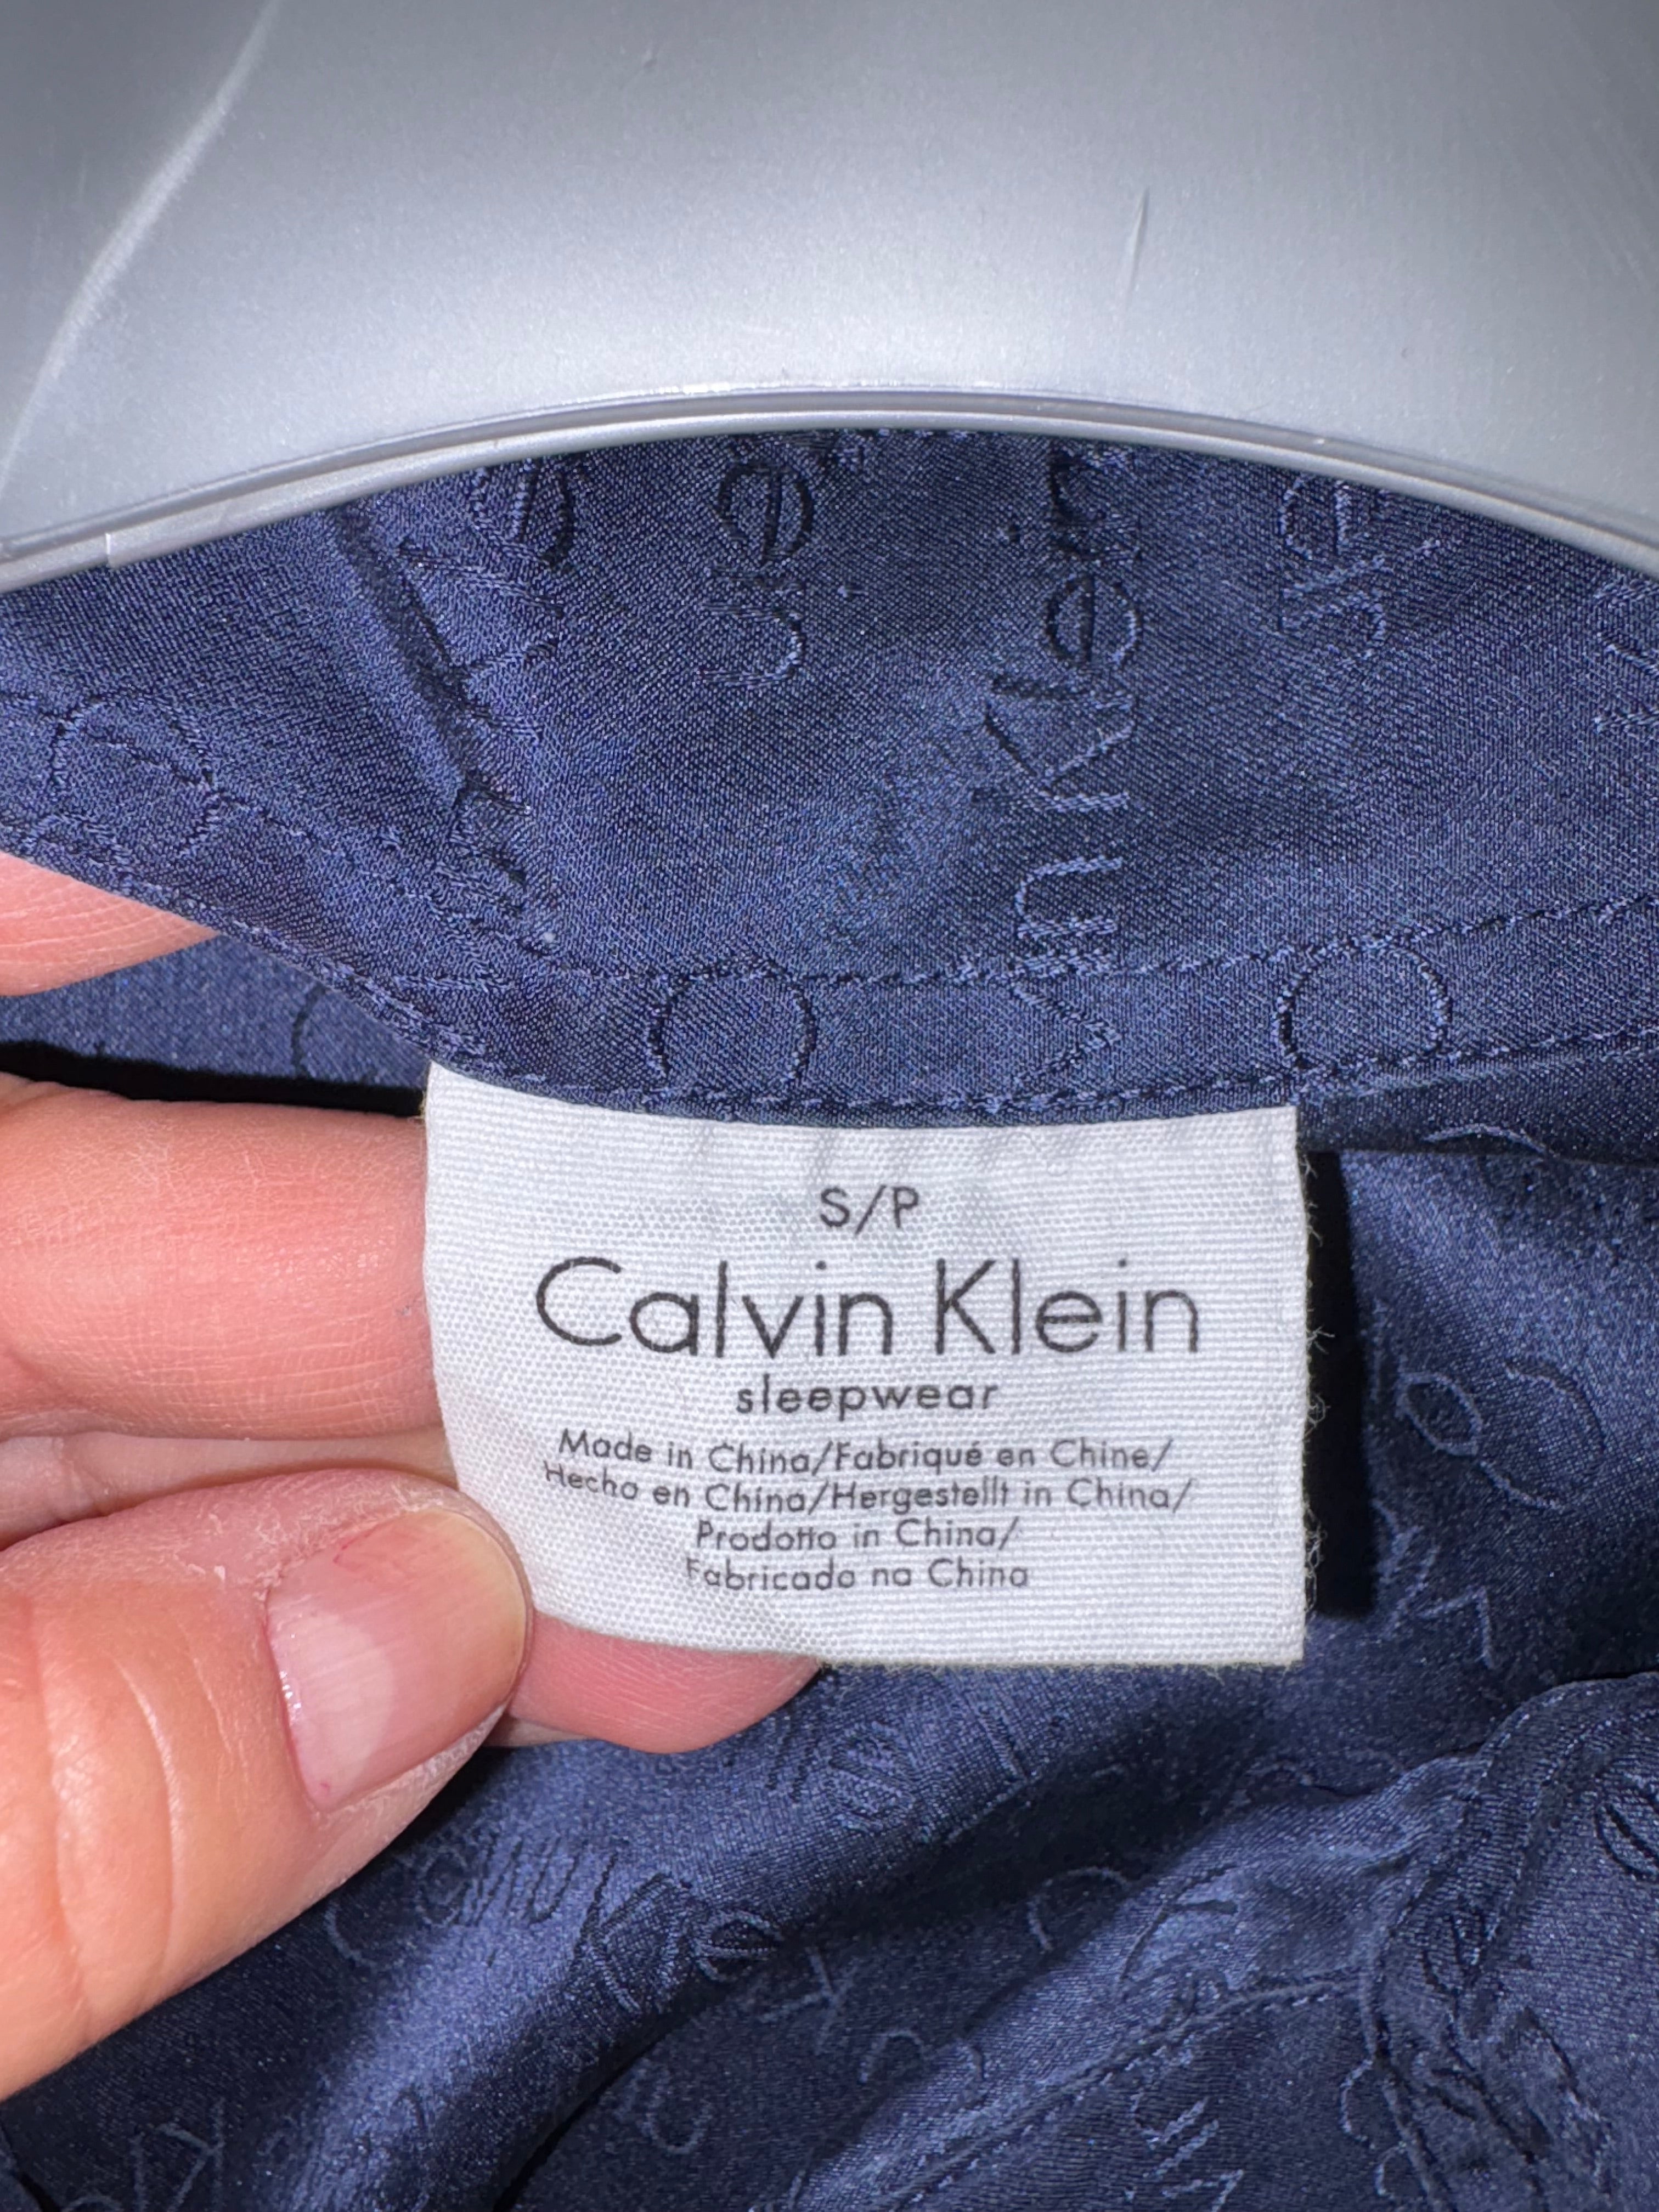 Klein
S/P
Calvin Klein
sleepwear
Made in China/Fabriqué en Chine/
Hecho en China/Hergestellt in China/
Prodotto in China/
Fabricado na China